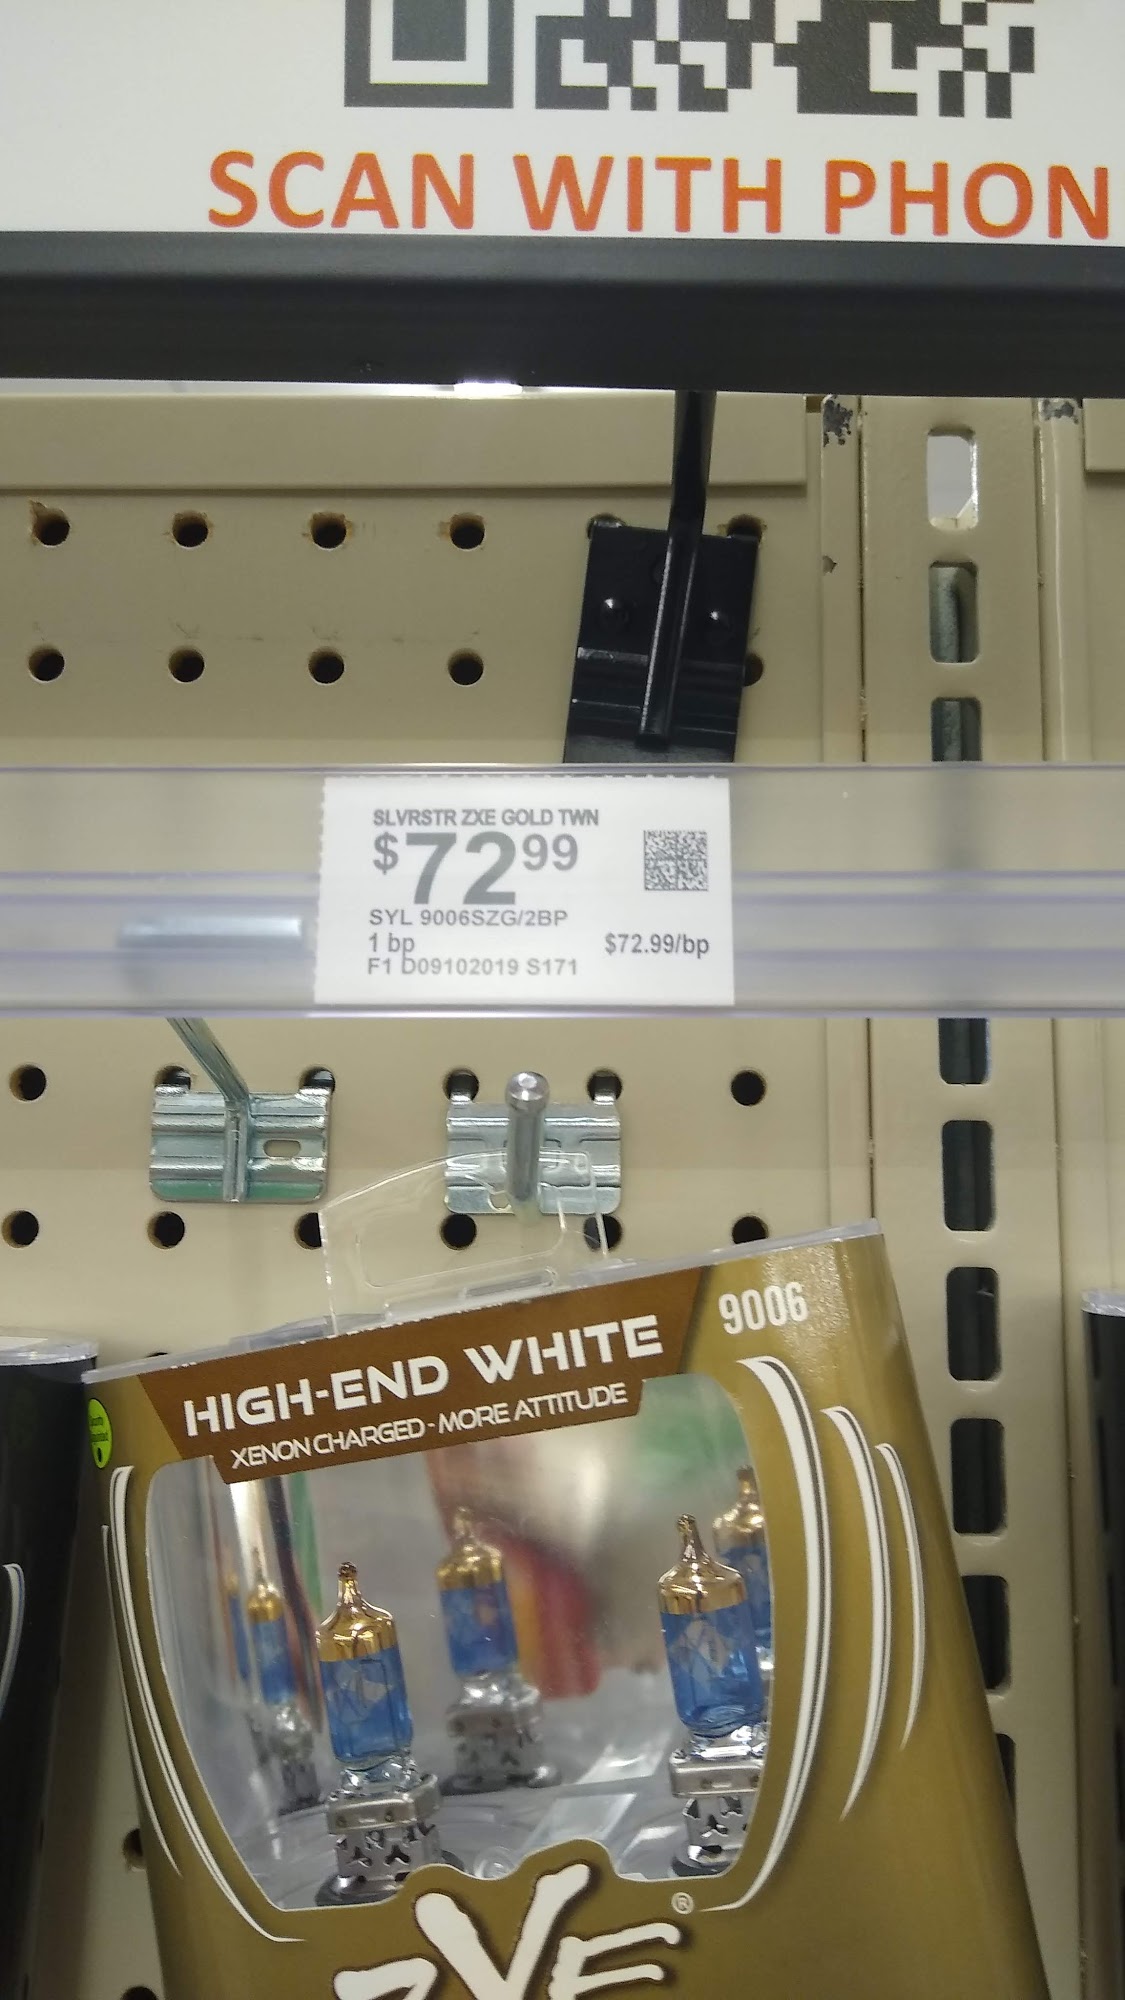 SCAN WITH PHON
SLVRSTR ZXE GOLD TWN
$72 99
SYL 9006SZG/2BP
1 bp $72.99/bp
F1 D09102019 S171
9006
HIGH-END WHITE
XENON CHARGED - MORE ATTITUDE
ZXE®